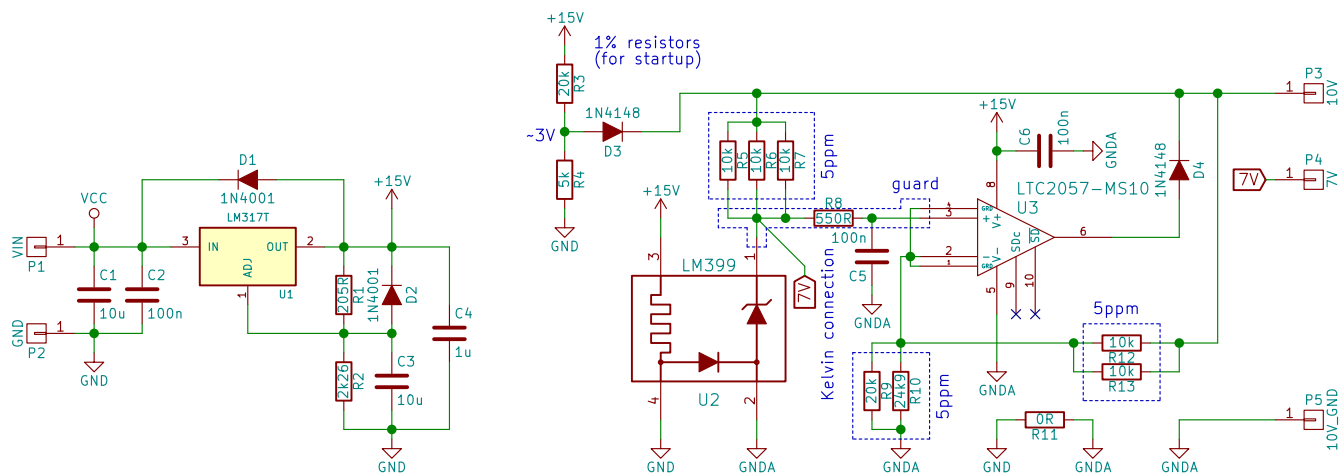 +15V
1% resistors
(for startup)
20k
R3
1N4148
D3
~3V
5k
R4
GND
D1
1N4001
VCC
LM317T
IN
OUT
ADJ
U1
3
2
1
VIN
1
P1
GND
1
P2
C1
10u
C2
100n
GND
+15V
205R
R1
1N4001
D2
2k26
R2
C3
10u
C4
1u
GND
+15V
3
LM399
1
4
U2
2
GND
GNDA
10k
R5
10k
R6
10k
R7
5ppm
R8
550R
guard
100n
C5
GNDA
7V
Kelvin connection
+15V
C6
100n
GNDA
8
LTC2057-MS10
U3
4
3
2
1
GRD
+
V+
-
GRD
V-
SDc
SD
5
9
10
6
GNDA
1N4148
D4
20k
R9
24k9
R10
5ppm
GNDA
5ppm
10k
R12
10k
R13
0R
R11
GND
GNDA
P3
1
10V
7V
P4
1
7V
P5
1
10V_GND
GNDA